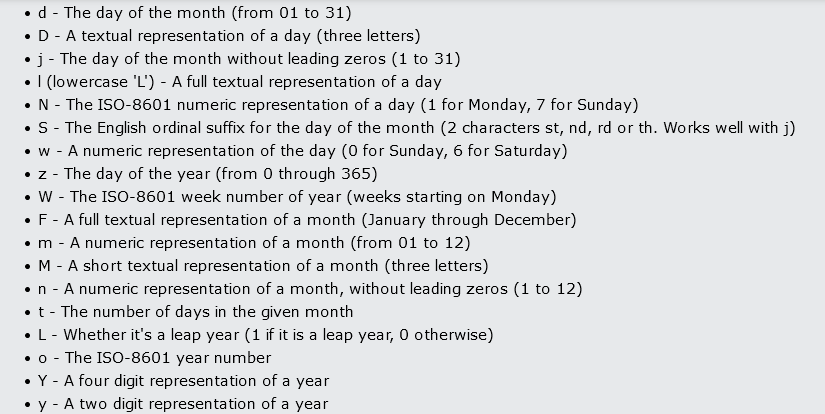 • d - The day of the month (from 01 to 31)
• D - A textual representation of a day (three letters)
• j - The day of the month without leading zeros (1 to 31)
• l (lowercase 'L') - A full textual representation of a day
• N - The ISO-8601 numeric representation of a day (1 for Monday, 7 for Sunday)
• S - The English ordinal suffix for the day of the month (2 characters st, nd, rd or th. Works well with j)
• w - A numeric representation of the day (0 for Sunday, 6 for Saturday)
• z - The day of the year (from 0 through 365)
• W - The ISO-8601 week number of year (weeks starting on Monday)
• F - A full textual representation of a month (January through December)
• m - A numeric representation of a month (from 01 to 12)
• M - A short textual representation of a month (three letters)
• n - A numeric representation of a month, without leading zeros (1 to 12)
• t - The number of days in the given month
• L - Whether it's a leap year (1 if it is a leap year, 0 otherwise)
• o - The ISO-8601 year number
• Y - A four digit representation of a year
• y - A two digit representation of a year